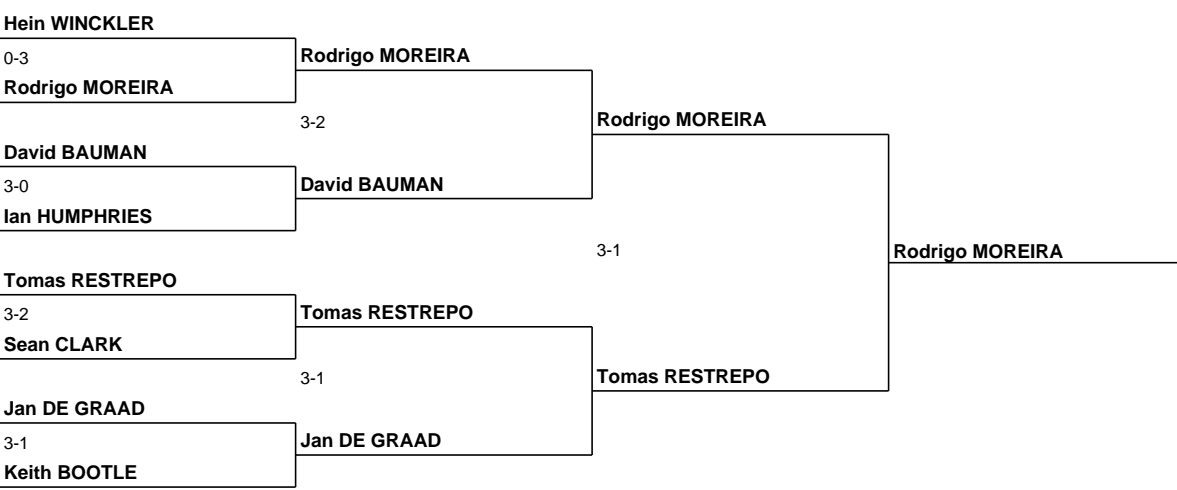 Hein WINCKLER
0-3
Rodrigo MOREIRA
Rodrigo MOREIRA
3-2
Rodrigo MOREIRA
David BAUMAN
3-0
David BAUMAN
Ian HUMPHRIES
3-1
Rodrigo MOREIRA
Tomas RESTREPO
3-2
Tomas RESTREPO
Sean CLARK
3-1
Tomas RESTREPO
Jan DE GRAAD
3-1
Jan DE GRAAD
Keith BOOTLE